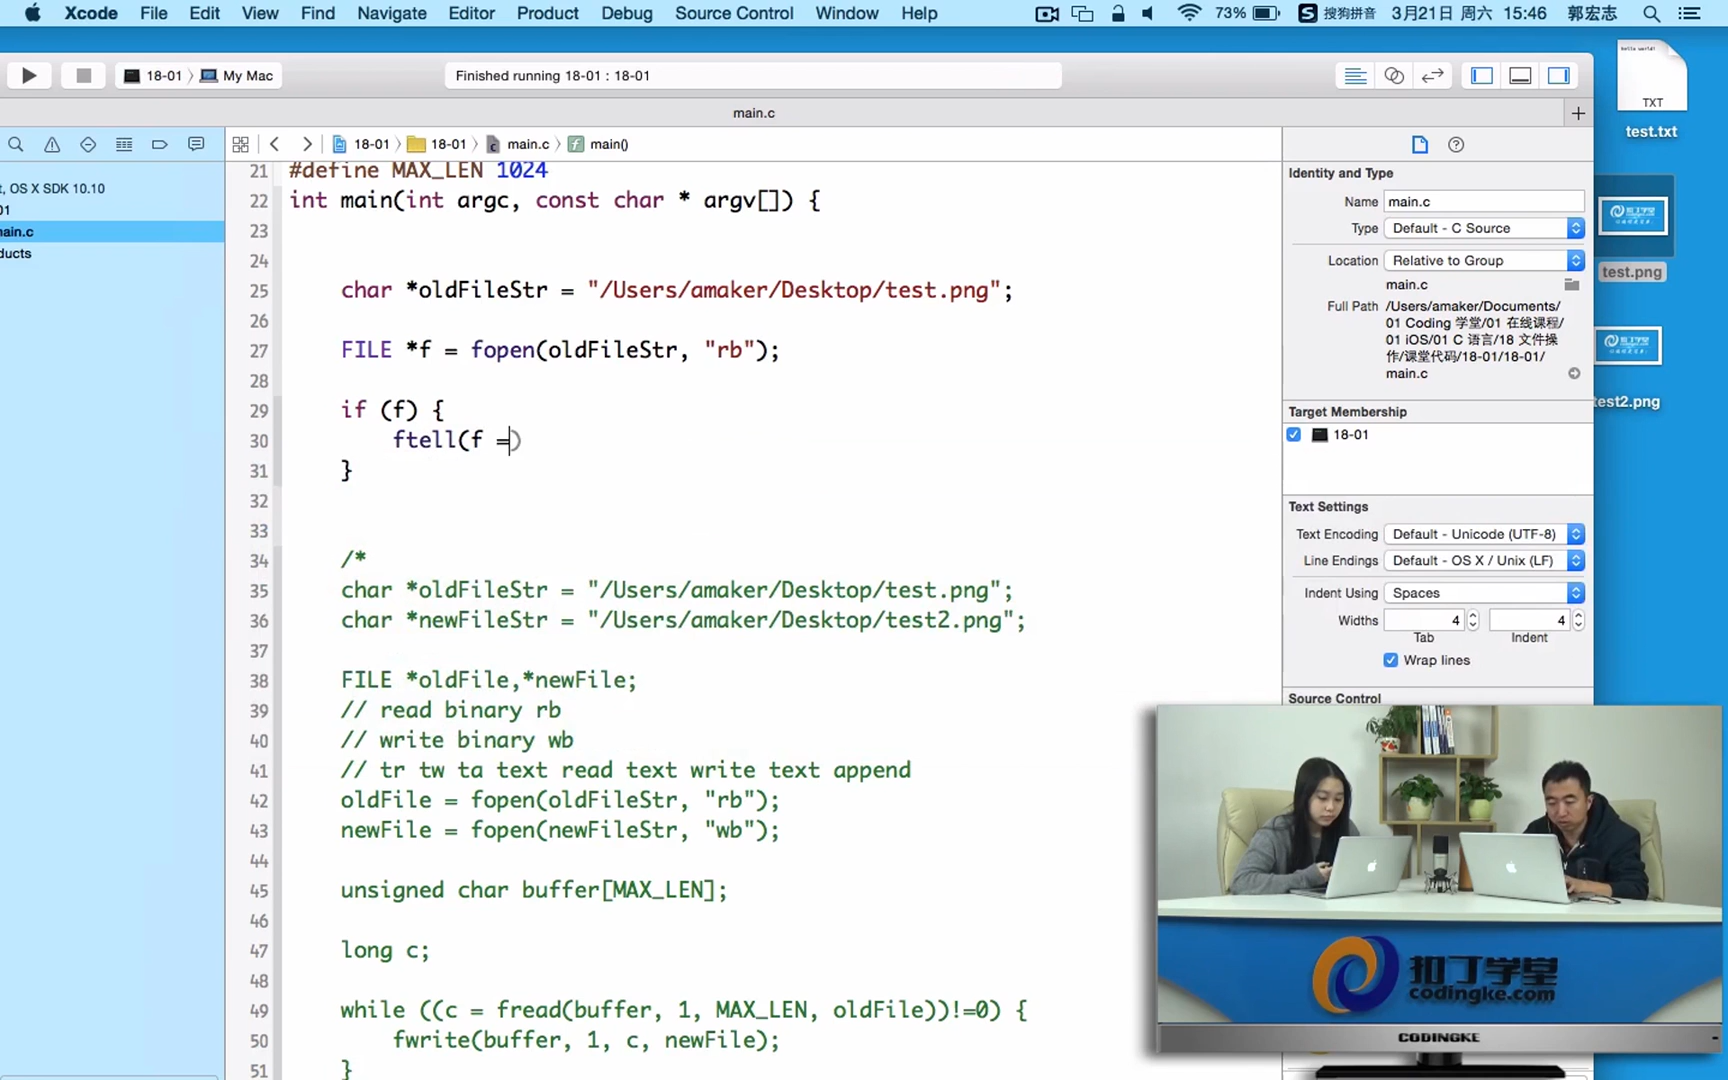 Xcode File Edit View Find Navigate Editor Product Debug Source Control Window Help 73% S 搜狗拼音 3月21日 周六 15:46 郭宏志
18-01 My Mac Finished running 18-01 : 18-01
main.c
18-01 18-01 main.c main()
t, OS X SDK 10.10
01
main.c
ducts
21 #define MAX_LEN 1024
22 int main(int argc, const char * argv[]) {
23
24
25 char *oldFileStr = "/Users/amaker/Desktop/test.png";
26
27 FILE *f = fopen(oldFileStr, "rb");
28
29 if (f) {
30 ftell(f =)
31 }
32
33
34 /*
35 char *oldFileStr = "/Users/amaker/Desktop/test.png";
36 char *newFileStr = "/Users/amaker/Desktop/test2.png";
37
38 FILE *oldFile,*newFile;
39 // read binary rb
40 // write binary wb
41 // tr tw ta text read text write text append
42 oldFile = fopen(oldFileStr, "rb");
43 newFile = fopen(newFileStr, "wb");
44
45 unsigned char buffer[MAX_LEN];
46
47 long c;
48
49 while ((c = fread(buffer, 1, MAX_LEN, oldFile))!=0) {
50 fwrite(buffer, 1, c, newFile);
51 }
Identity and Type
Name main.c
Type Default - C Source
Location Relative to Group
main.c
Full Path /Users/amaker/Documents/
01 Coding 学堂/01 在线课程/
01 iOS/01 C 语言/18 文件操
作/课堂代码/18-01/18-01/
main.c
Target Membership
18-01
Text Settings
Text Encoding Default - Unicode (UTF-8)
Line Endings Default - OS X / Unix (LF)
Indent Using Spaces
Widths 4 4
Tab Indent
Wrap lines
Source Control
hello world!
TXT
test.txt
test.png
test2.png
扣丁学堂
codingke.com
CODINGKE